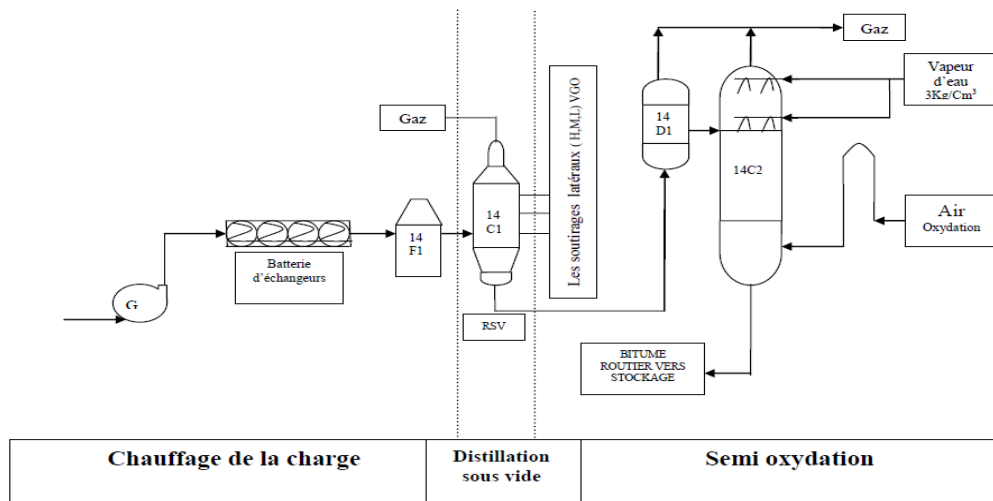 G
Batterie
d'échangeurs
14
F1
Gaz
14
C1
RSV
Les soutirages latéraux ( H,M,L) VGO
14
D1
14C2
Gaz
Vapeur
d'eau
3Kg/Cm³
Air
Oxydation
BITUME
ROUTIER VERS
STOCKAGE
Chauffage de la charge
Distillation
sous vide
Semi oxydation